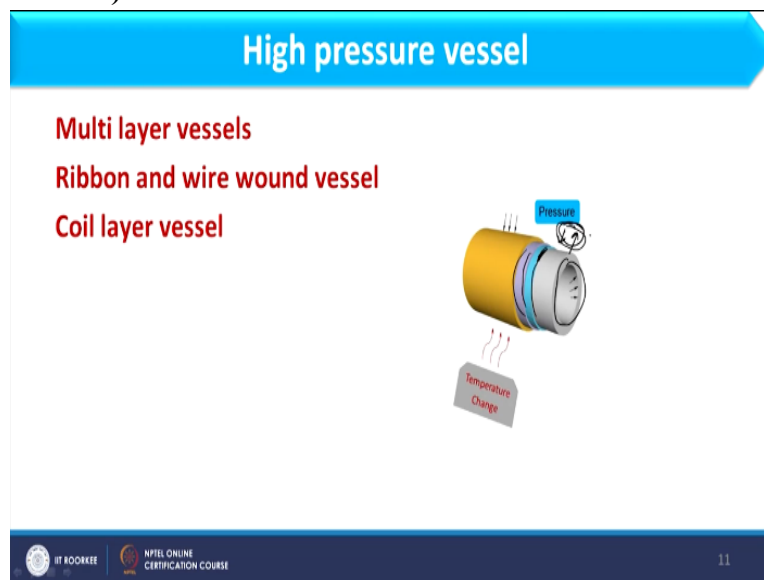 High pressure vessel
Multi layer vessels
Ribbon and wire wound vessel
Coil layer vessel
Pressure
Temperature
Change
IIT ROORKEE
NPTEL ONLINE
CERTIFICATION COURSE
11